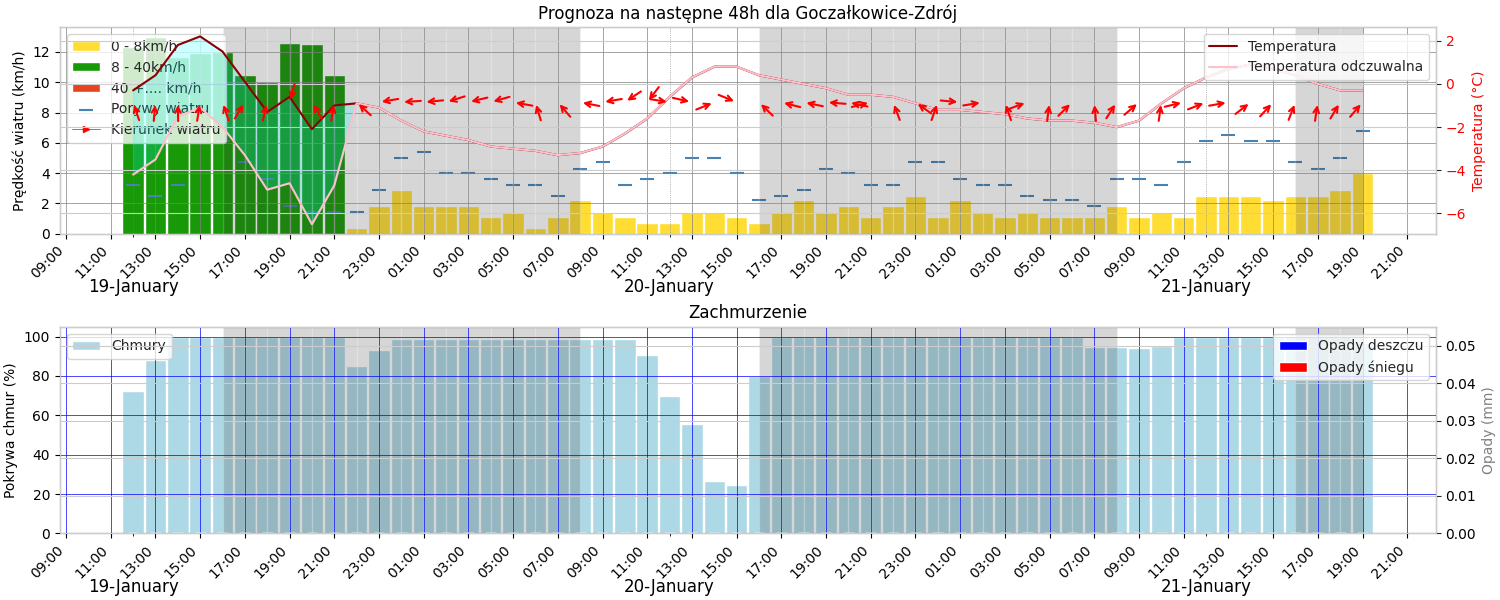 Prognoza na następne 48h dla Goczałkowice-Zdrój
Prędkość wiatru (km/h)
12
10
8
6
4
2
0
0 - 8km/h
8 - 40km/h
40 +.... km/h
Porywy wiatru
Kierunek wiatru
Temperatura
Temperatura odczuwalna
2
0
−2
−4
−6
Temperatura (°C)
09:00 11:00 13:00 15:00 17:00 19:00 21:00 23:00 01:00 03:00 05:00 07:00 09:00 11:00 13:00 15:00 17:00 19:00 21:00 23:00 01:00 03:00 05:00 07:00 09:00 11:00 13:00 15:00 17:00 19:00 21:00
19-January 20-January 21-January
Zachmurzenie
Pokrywa chmur (%)
100
80
60
40
20
0
Chmury
Opady deszczu
Opady śniegu
0.05
0.04
0.03
0.02
0.01
0.00
Opady (mm)
09:00 11:00 13:00 15:00 17:00 19:00 21:00 23:00 01:00 03:00 05:00 07:00 09:00 11:00 13:00 15:00 17:00 19:00 21:00 23:00 01:00 03:00 05:00 07:00 09:00 11:00 13:00 15:00 17:00 19:00 21:00
19-January 20-January 21-January